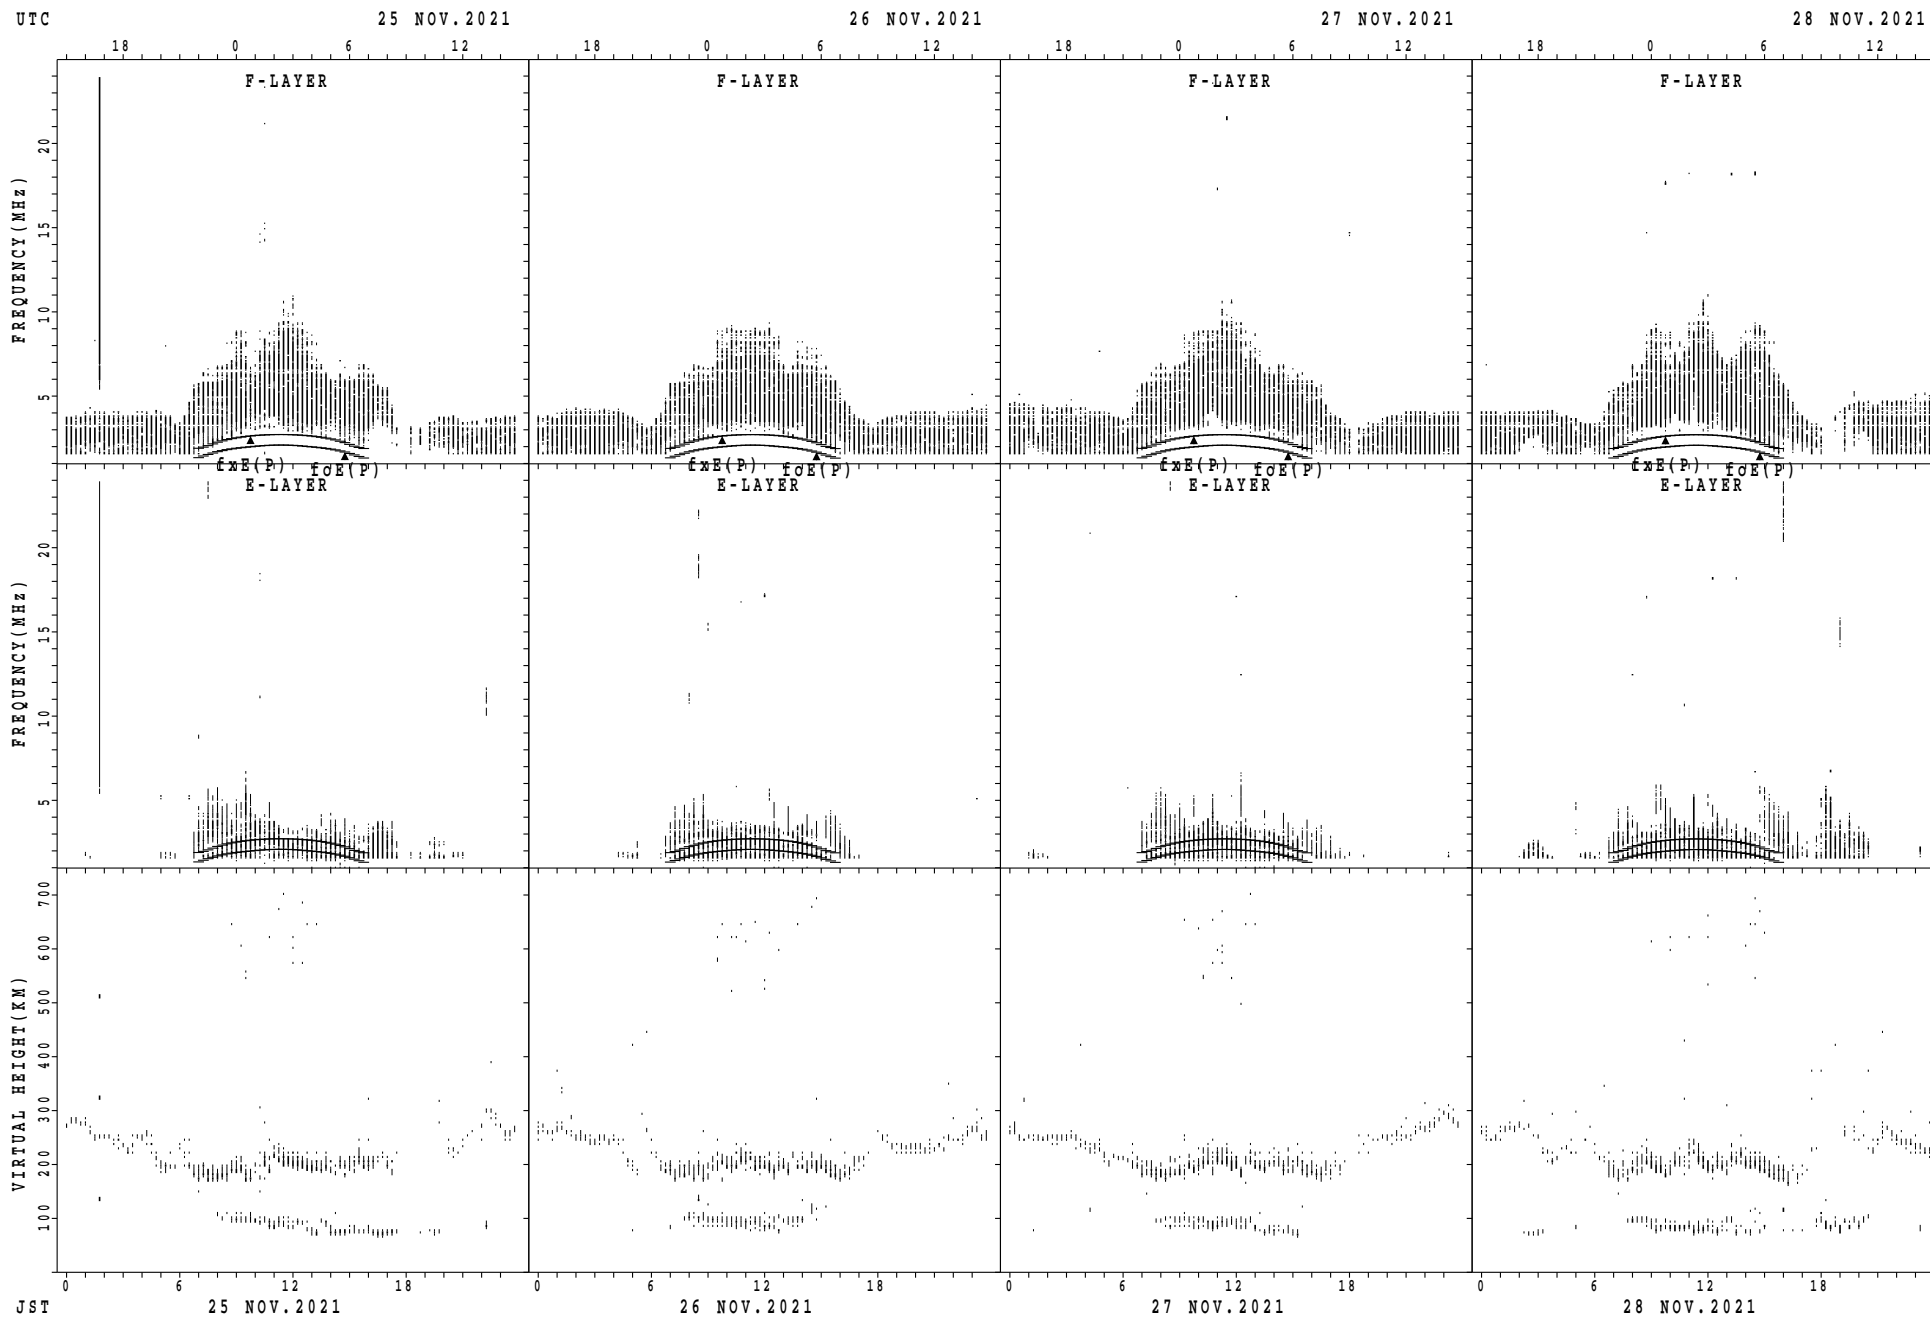 UTC 25 NOV.2021 26 NOV.2021 27 NOV.2021 28 NOV.2021
18 0 6 12 18 0 6 12 18 0 6 12 18 0 6 12
F-LAYER F-LAYER F-LAYER F-LAYER
FREQUENCY(MHz)
20
15
10
5
fxE(P) foE(P) fxE(P) foE(P) fxE(P) foE(P) fxE(P) foE(P)
E-LAYER E-LAYER E-LAYER E-LAYER
FREQUENCY(MHz)
20
15
10
5
VIRTUAL HEIGHT(KM)
700
600
500
400
300
200
100
0 6 12 18 0 6 12 18 0 6 12 18 0 6 12 18
JST 25 NOV.2021 26 NOV.2021 27 NOV.2021 28 NOV.2021